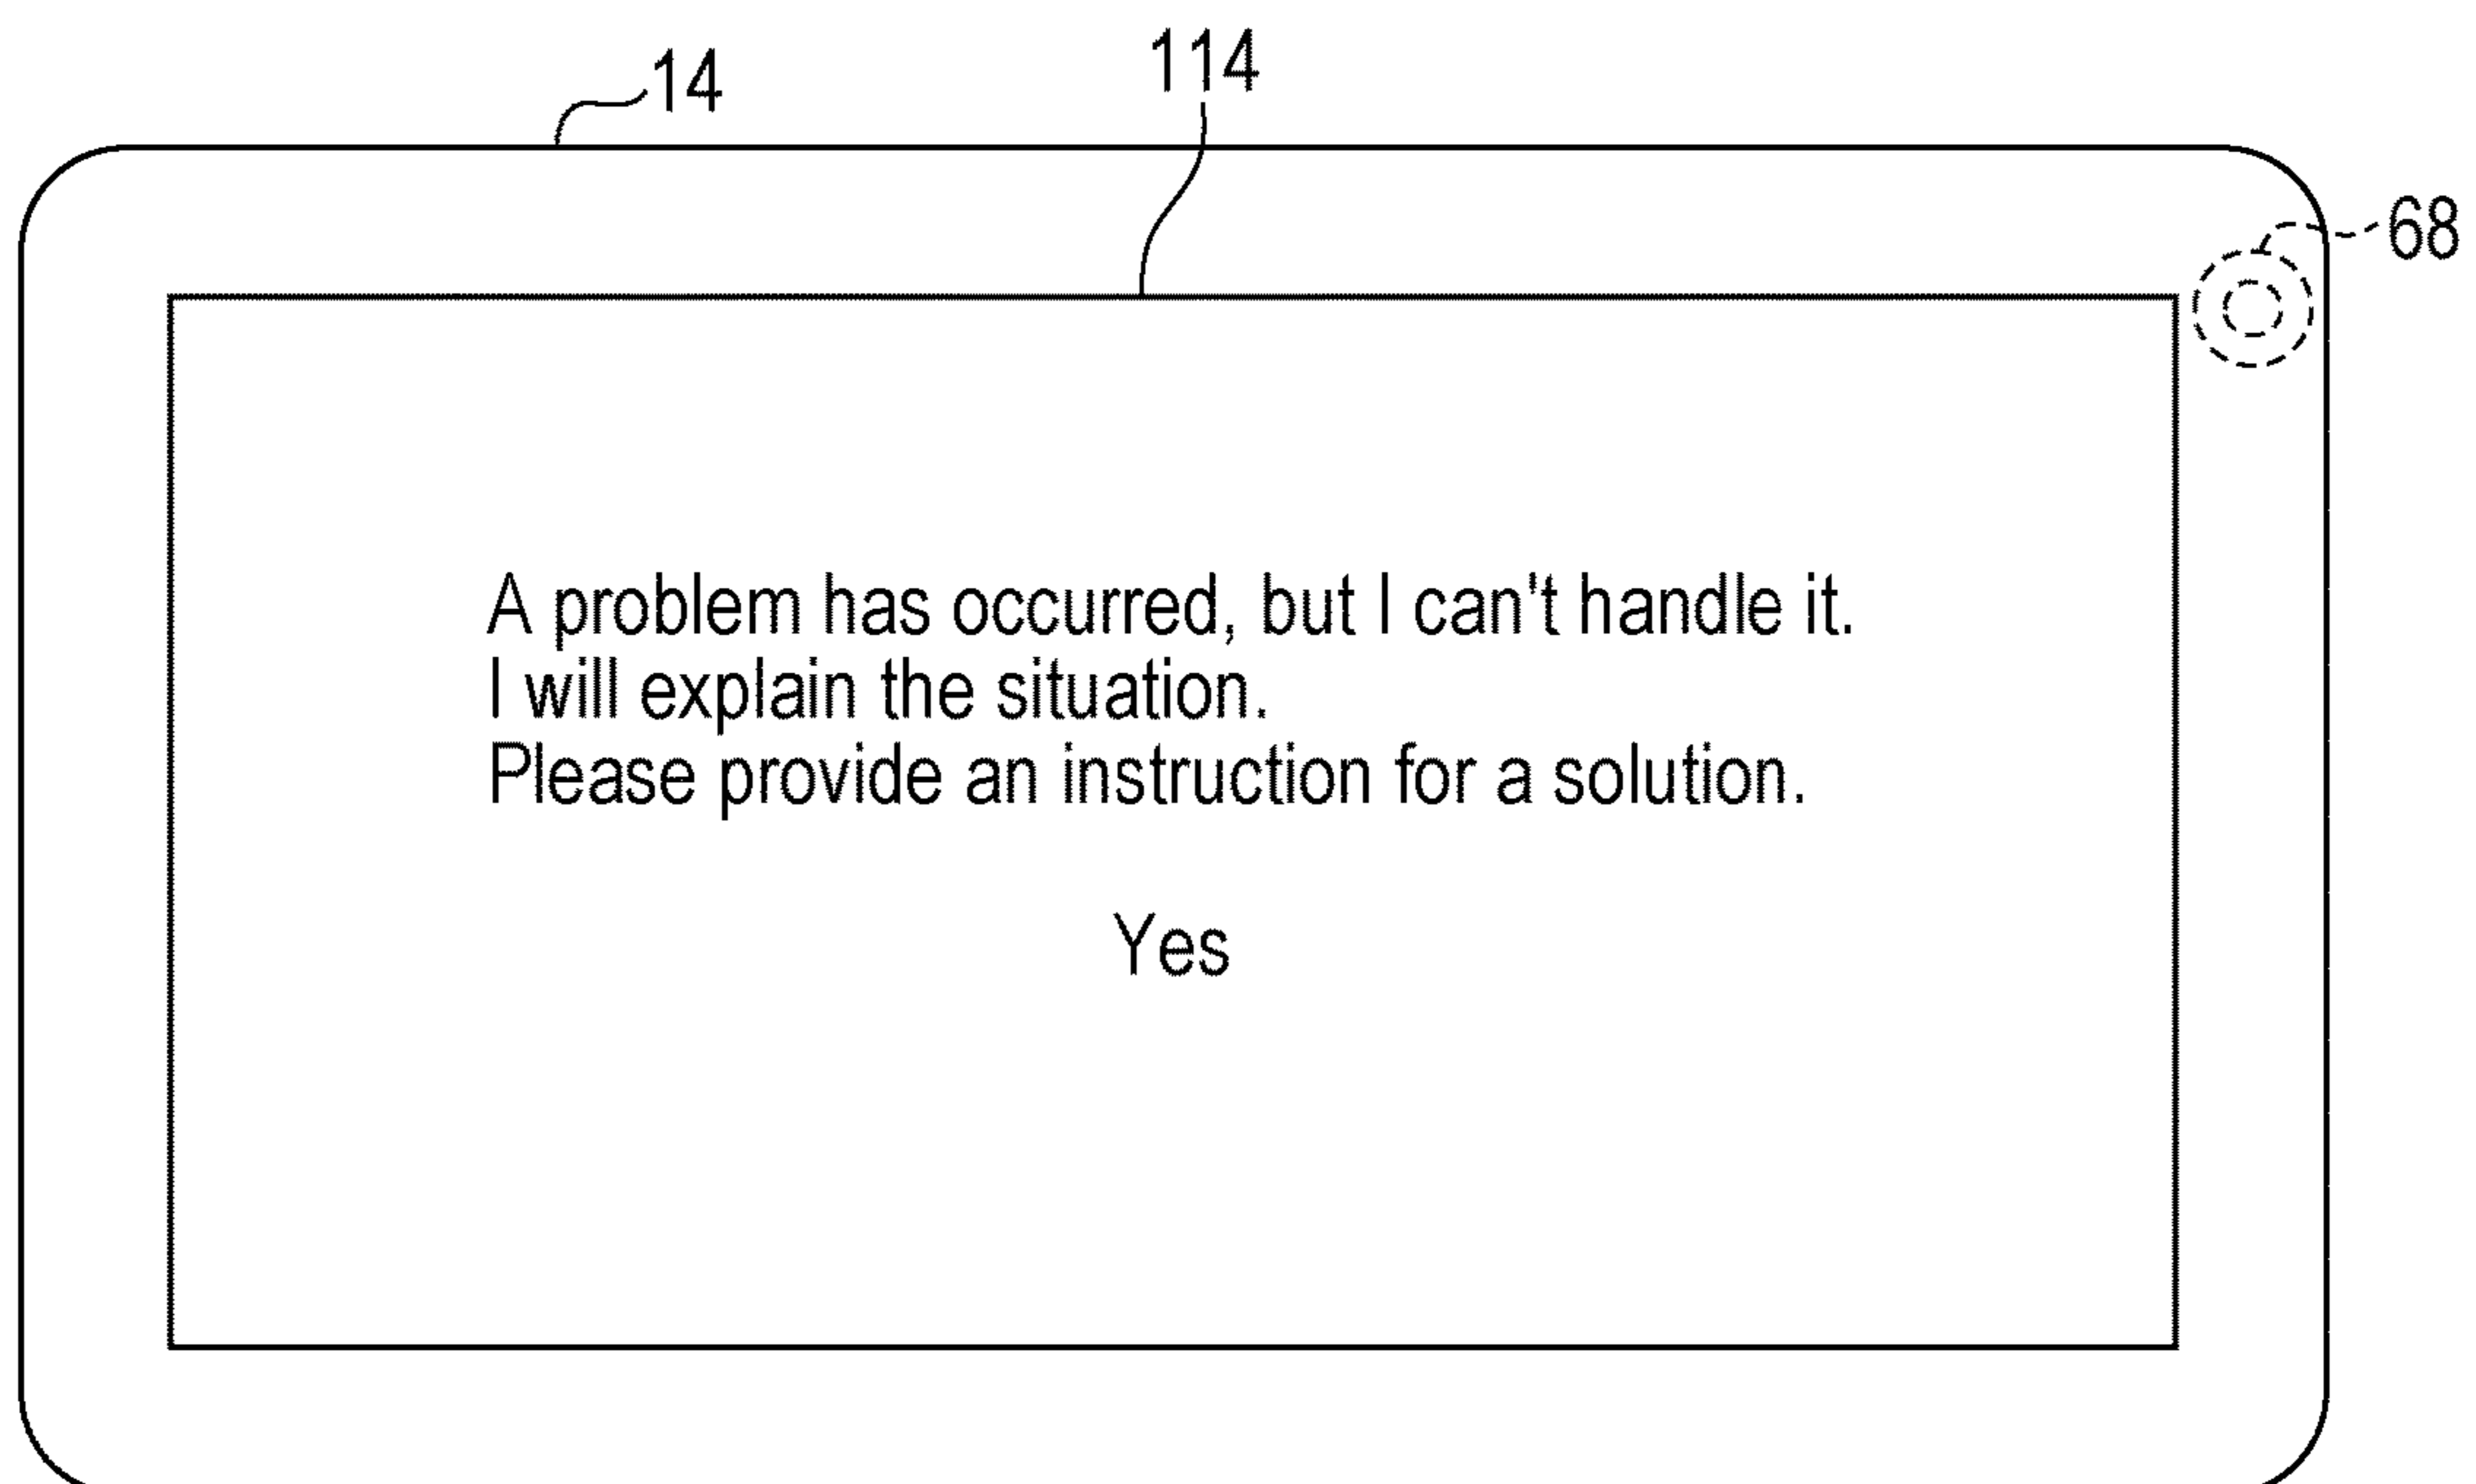 14
114
68
A problem has occurred, but I can't handle it.
I will explain the situation.
Please provide an instruction for a solution.
Yes